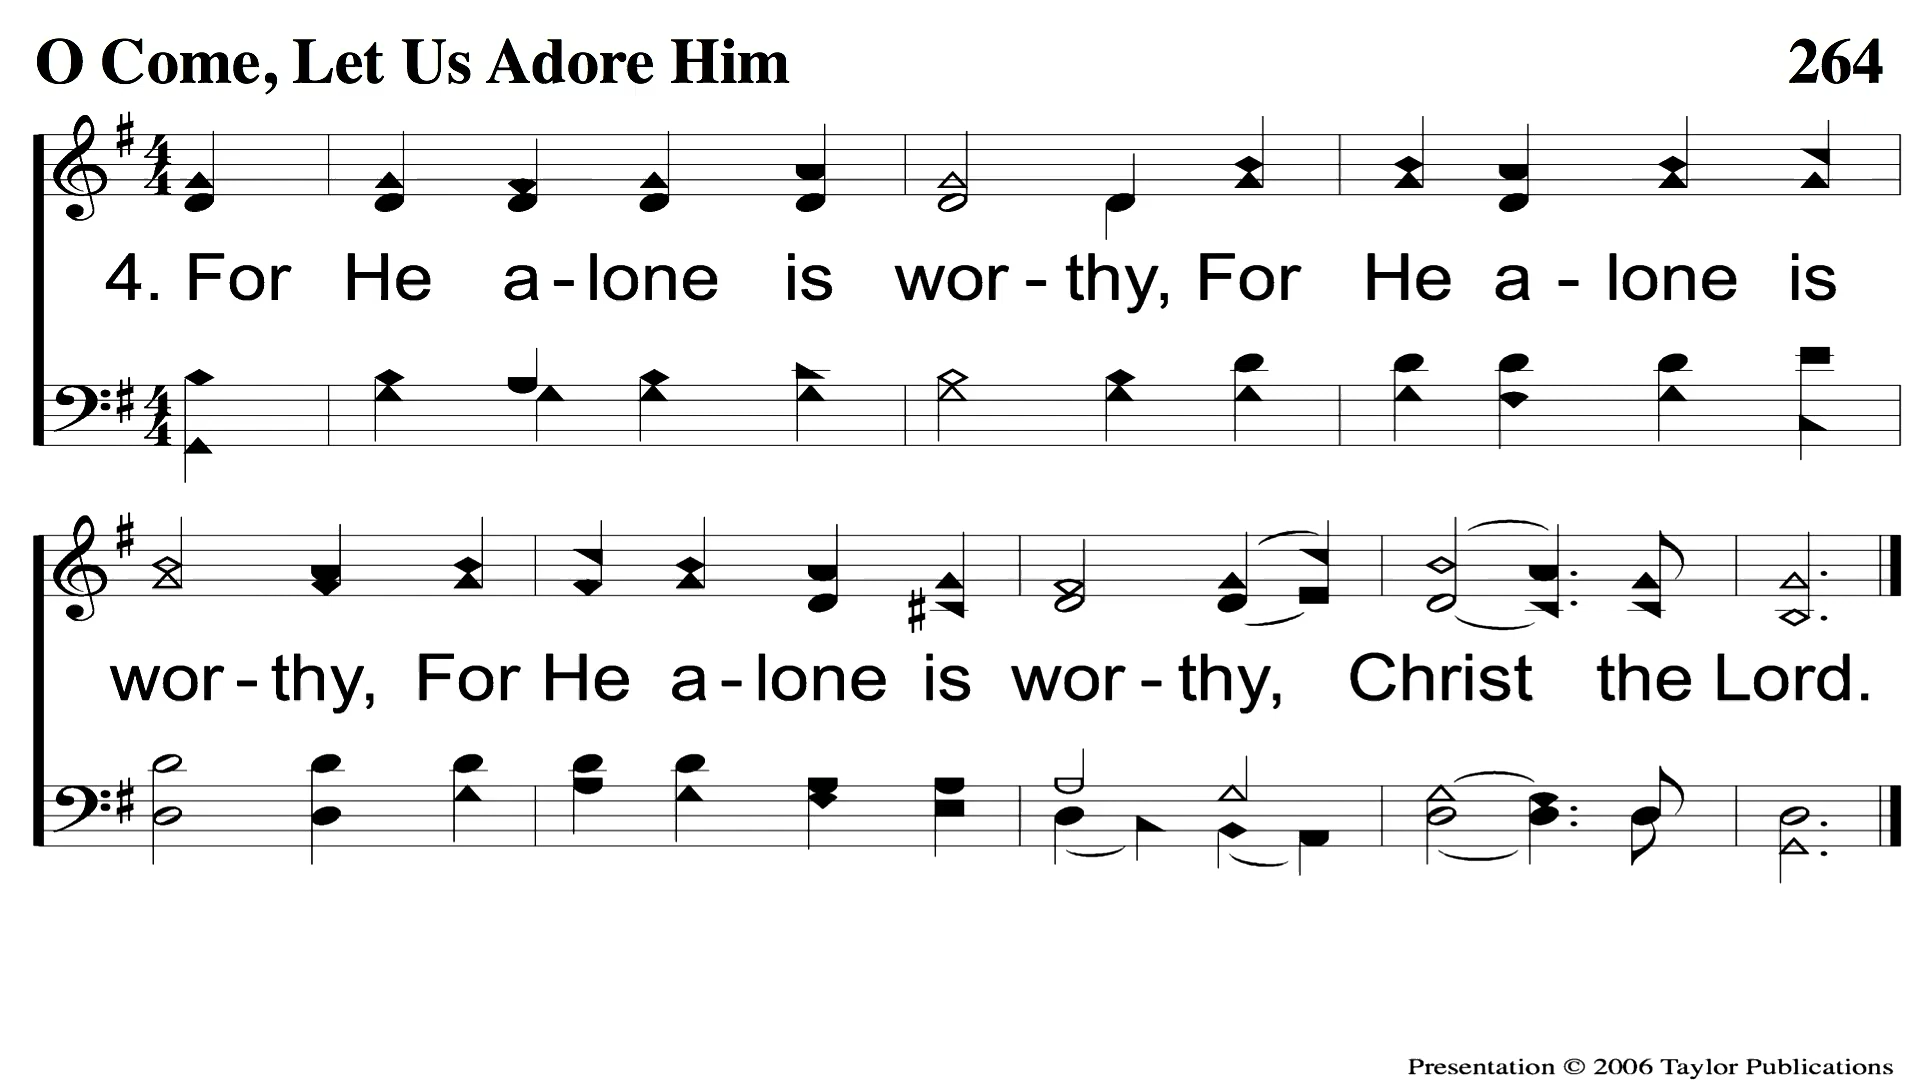 O Come, Let Us Adore Him 264
4. For He a-lone is wor-thy, For He a-lone is
wor-thy, For He a-lone is wor-thy, Christ the Lord.
Presentation © 2006 Taylor Publications